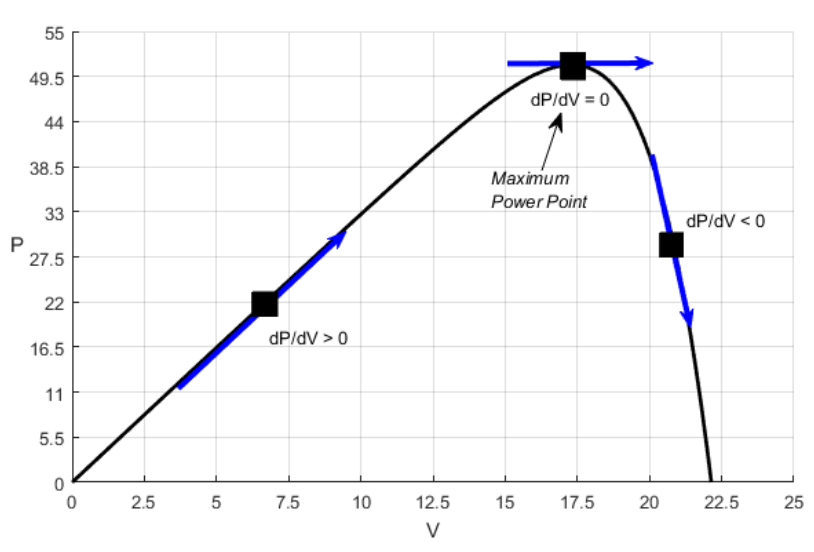 55
49.5
44
38.5
33
27.5
22
16.5
11
5.5
0
P
dP/dV = 0
Maximum
Power Point
dP/dV < 0
dP/dV > 0
0 2.5 5 7.5 10 12.5 15 17.5 20 22.5 25
V